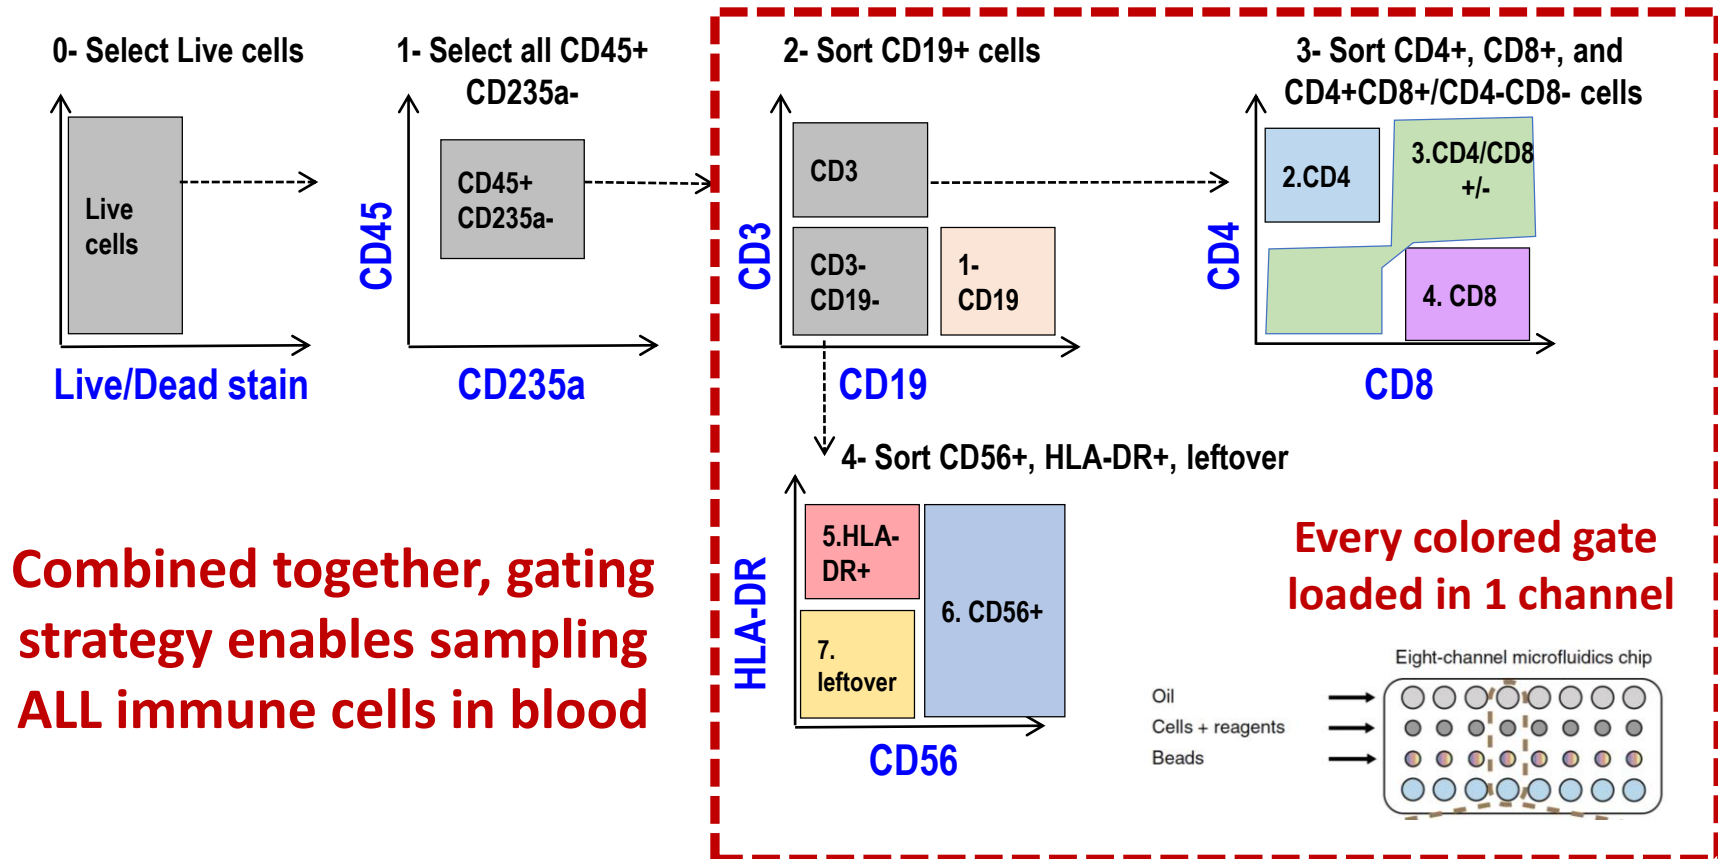 0- Select Live cells
Live
cells
Live/Dead stain
1- Select all CD45+
CD235a-
CD45
CD45+
CD235a-
CD235a
2- Sort CD19+ cells
CD3
CD3
CD3-
CD19-
1-
CD19
CD19
3- Sort CD4+, CD8+, and
CD4+CD8+/CD4-CD8- cells
CD4
2.CD4
3.CD4/CD8
+/-
4. CD8
CD8
4- Sort CD56+, HLA-DR+, leftover
HLA-DR
5.HLA-
DR+
6. CD56+
7.
leftover
CD56
Combined together, gating
strategy enables sampling
ALL immune cells in blood
Every colored gate
loaded in 1 channel
Eight-channel microfluidics chip
Oil
Cells + reagents
Beads